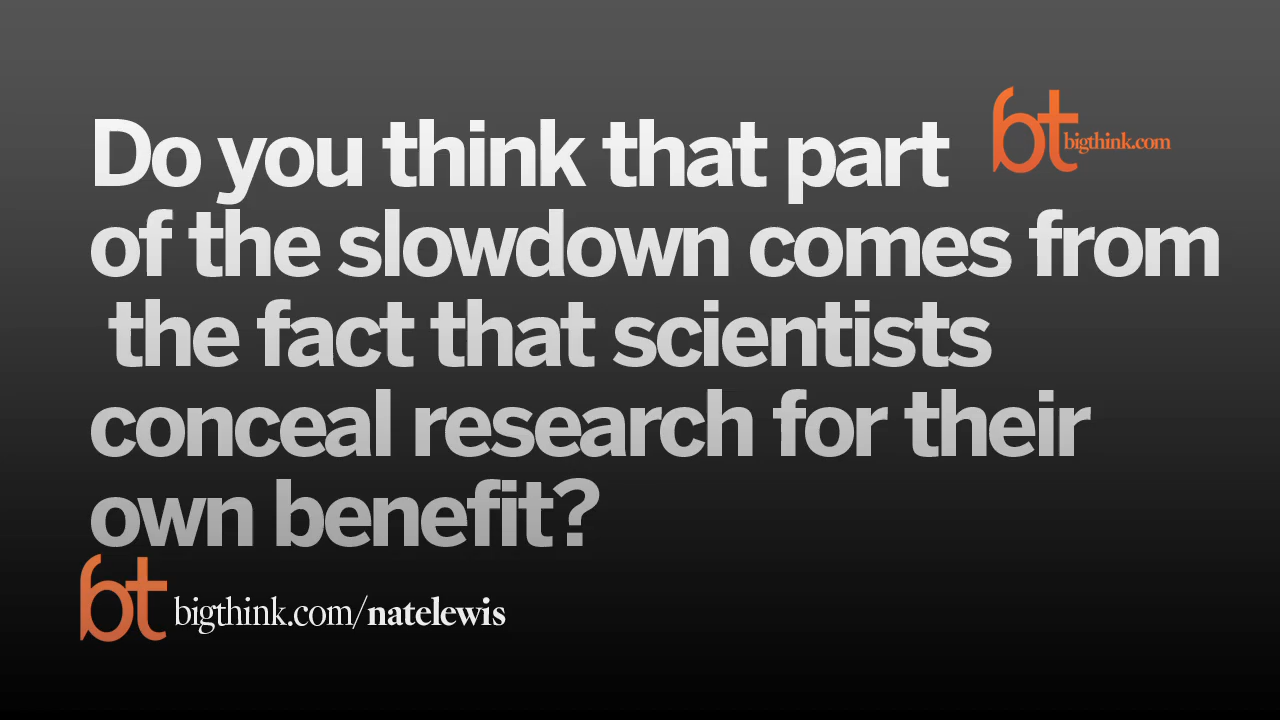 Do you think that part
bt bigthink.com
of the slowdown comes from
the fact that scientists
conceal research for their
own benefit?
bt bigthink.com/natelewis